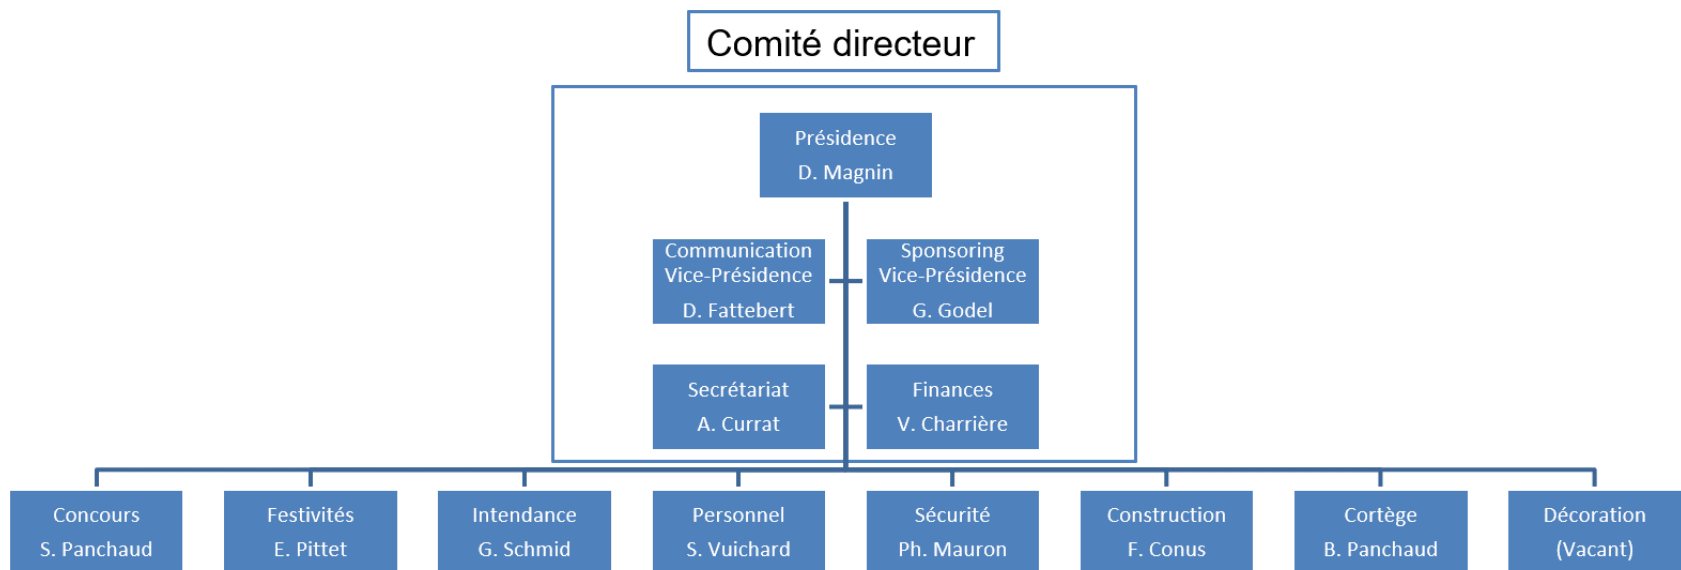 Comité directeur
Présidence
D. Magnin
Communication
Vice-Présidence
D. Fattebert
Sponsoring
Vice-Présidence
G. Godel
Secrétariat
A. Currat
Finances
V. Charrière
Concours
S. Panchaud
Festivités
E. Pittet
Intendance
G. Schmid
Personnel
S. Vuichard
Sécurité
Ph. Mauron
Construction
F. Conus
Cortège
B. Panchaud
Décoration
(Vacant)